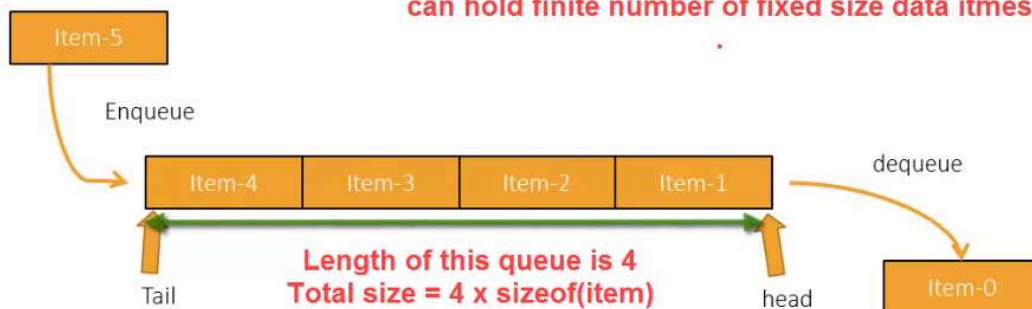 can hold finite number of fixed size data itmes
.
Item-5
Enqueue
dequeue
Item-4 Item-3 Item-2 Item-1
Length of this queue is 4
Total size = 4 x sizeof(item)
Tail
head
Item-0